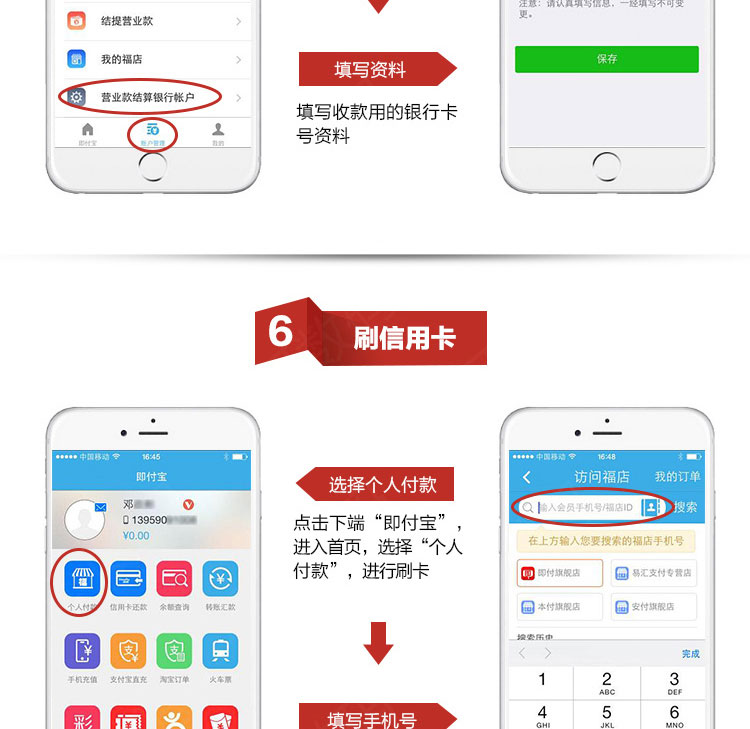 结提营业款
我的福店
营业款结算银行帐户
即付宝
账户管理
我的
填写资料
填写收款用的银行卡
号资料
注意：请认真填写信息，一经填写不可变
更。
保存
6
刷信用卡
中国移动
16:45
即付宝
邓
139590
¥0.00
福
个人付款
信用卡还款
余额查询
转账汇款
手机充值
支付宝直充
淘宝订单
火车票
彩
选择个人付款
点击下端“即付宝”，
进入首页，选择“个人
付款”，进行刷卡
填写手机号
中国移动
16:48
访问福店
我的订单
输入会员手机号/福店ID
搜索
在上方输入您要搜索的福店手机号
即付旗舰店
易汇支付专营店
本付旗舰店
安付旗舰店
搜索历史
完成
1
2
ABC
3
DEF
4
GHI
5
JKL
6
MNO